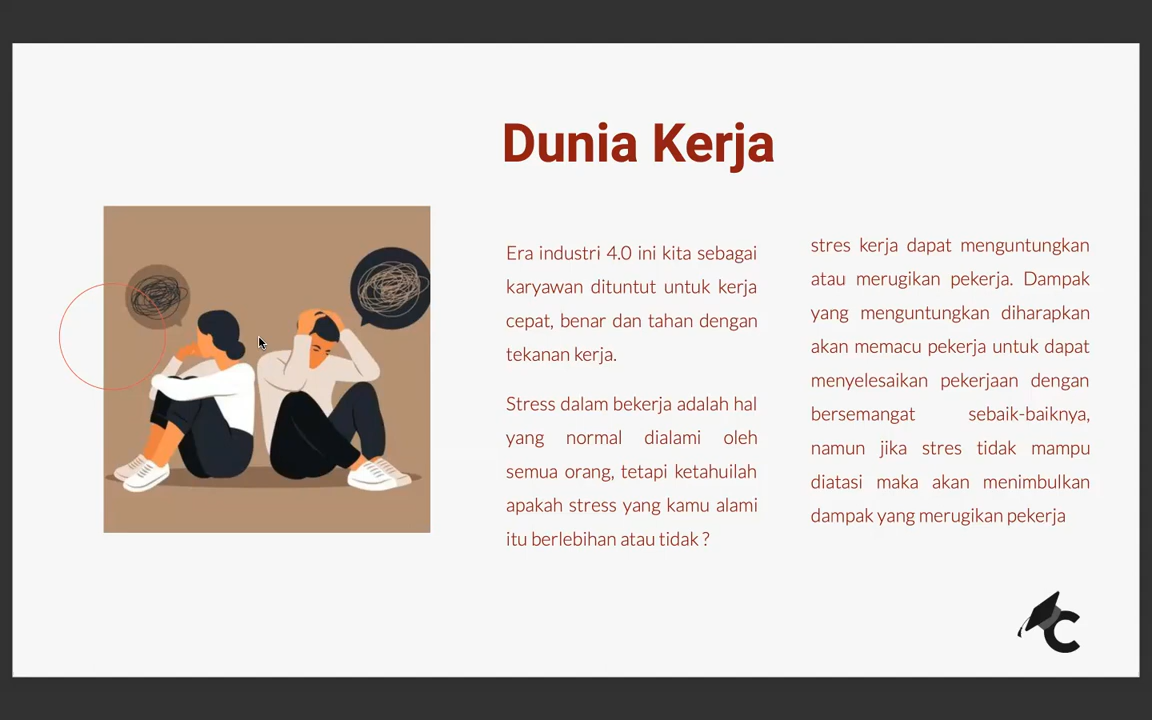 Dunia Kerja
Era industri 4.0 ini kita sebagai
karyawan dituntut untuk kerja
cepat, benar dan tahan dengan
tekanan kerja.
Stress dalam bekerja adalah hal
yang normal dialami oleh
semua orang, tetapi ketahuilah
apakah stress yang kamu alami
itu berlebihan atau tidak ?
stres kerja dapat menguntungkan
atau merugikan pekerja. Dampak
yang menguntungkan diharapkan
akan memacu pekerja untuk dapat
menyelesaikan pekerjaan dengan
bersemangat sebaik-baiknya,
namun jika stres tidak mampu
diatasi maka akan menimbulkan
dampak yang merugikan pekerja
C